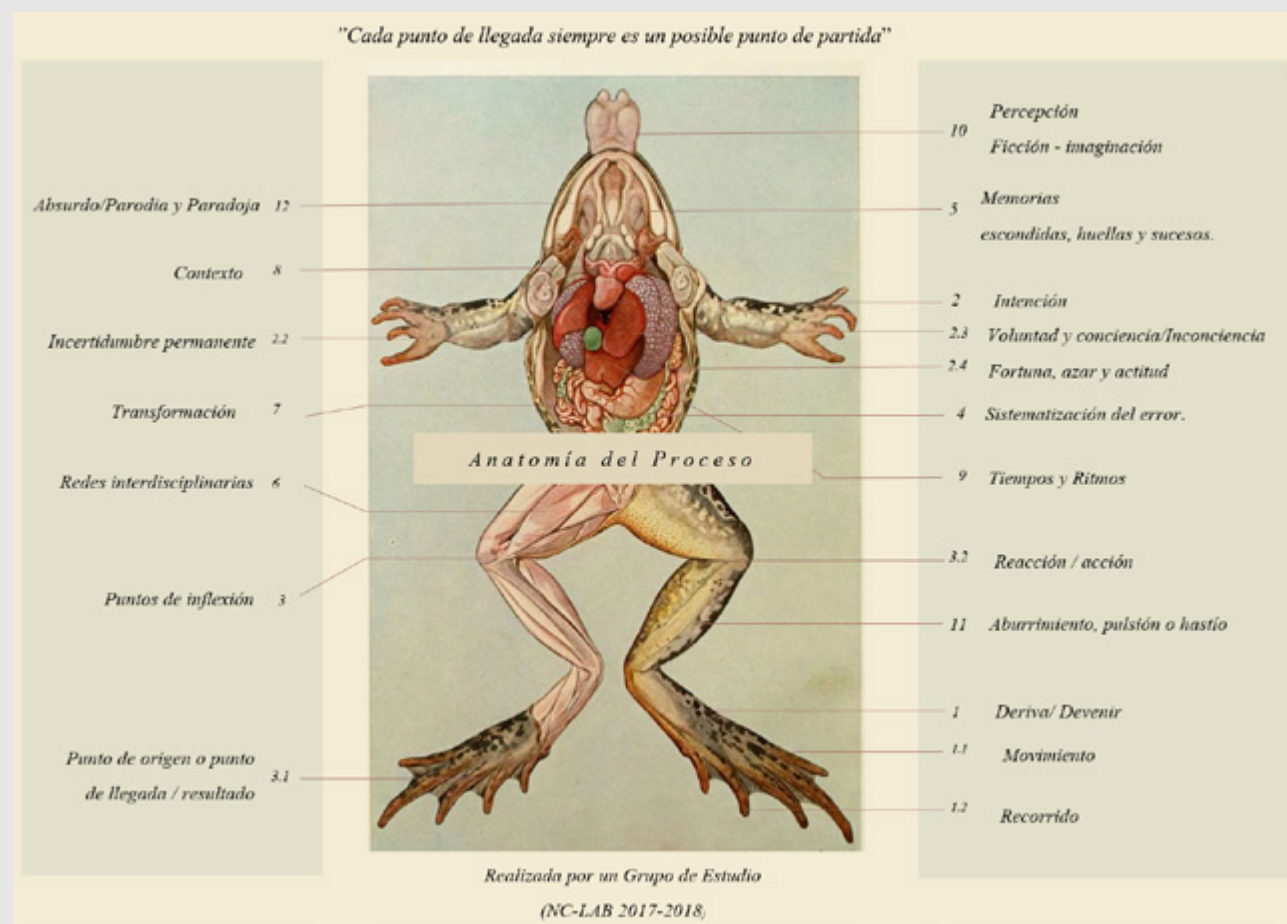 "Cada punto de llegada siempre es un posible punto de partida"
Absurdo/Parodia y Paradoja 12
Contexto 8
Incertidumbre permanente 2.2
Transformación 7
Redes interdisciplinarias 6
Puntos de inflexión 3
Punto de origen o punto
de llegada / resultado 3.1
Anatomía del Proceso
10 Percepción
Ficción - imaginación
5 Memorias
escondidas, huellas y sucesos.
2 Intención
2.3 Voluntad y conciencia/Inconciencia
2.4 Fortuna, azar y actitud
4 Sistematización del error.
9 Tiempos y Ritmos
3.2 Reacción / acción
11 Aburrimiento, pulsión o hastío
1 Deriva/ Devenir
1.1 Movimiento
1.2 Recorrido
Realizada por un Grupo de Estudio
(NC-LAB 2017-2018)